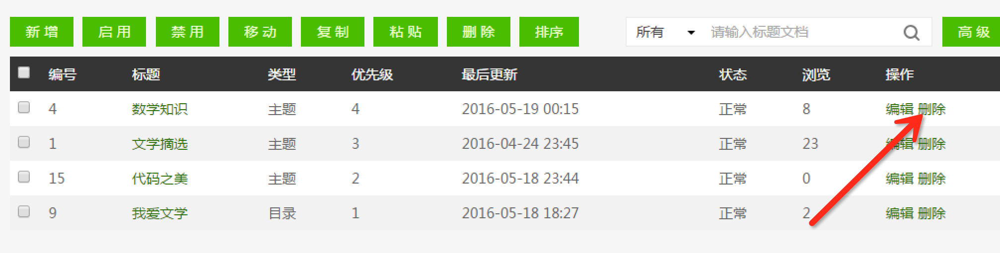 新 增 启 用 禁 用 移 动 复 制 粘 贴 删 除 排序 所有 请输入标题文档 高 级
编号 标题 类型 优先级 最后更新 状态 浏览 操作
4 数学知识 主题 4 2016-05-19 00:15 正常 8 编辑 删除
1 文学摘选 主题 3 2016-04-24 23:45 正常 23 编辑 删除
15 代码之美 主题 2 2016-05-18 23:44 正常 0 编辑 删除
9 我爱文学 目录 1 2016-05-18 18:27 正常 2 编辑 删除